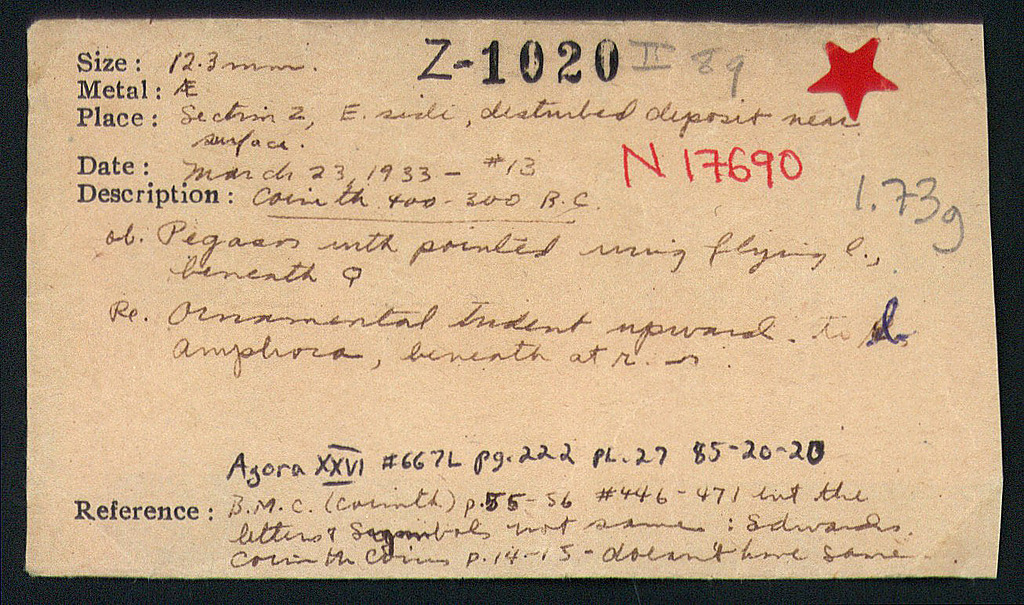 Z-1020 II 89
Size: 12.3 mm.
Metal: Æ
Place: Section Z, E. side, disturbed deposit near
surface.
Date: March 23, 1933 - #13
N 17690
Description: Corinth 400-300 B.C.
1.73g
ob. Pegasos with pointed wing flying l.,
beneath Ϙ
Re. Ornamental trident upward. to l.
amphora, beneath at r.
Agora XXVI #667L pg. 222 PL. 27 85-20-20
Reference: B.M.C. (Corinth) p. 55-56 #446-471 but the
letters & Symbols not same: Edwards
Corinth Coins p. 14-15 - doesn't have same.